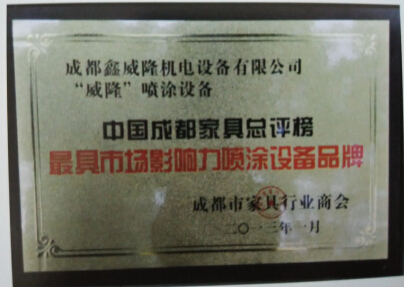 成都鑫威隆机电设备有限公司
“威隆”喷涂设备
中国成都家具总评榜
最具市场影响力喷涂设备品牌
成都市家具行业商会
二〇一三年一月